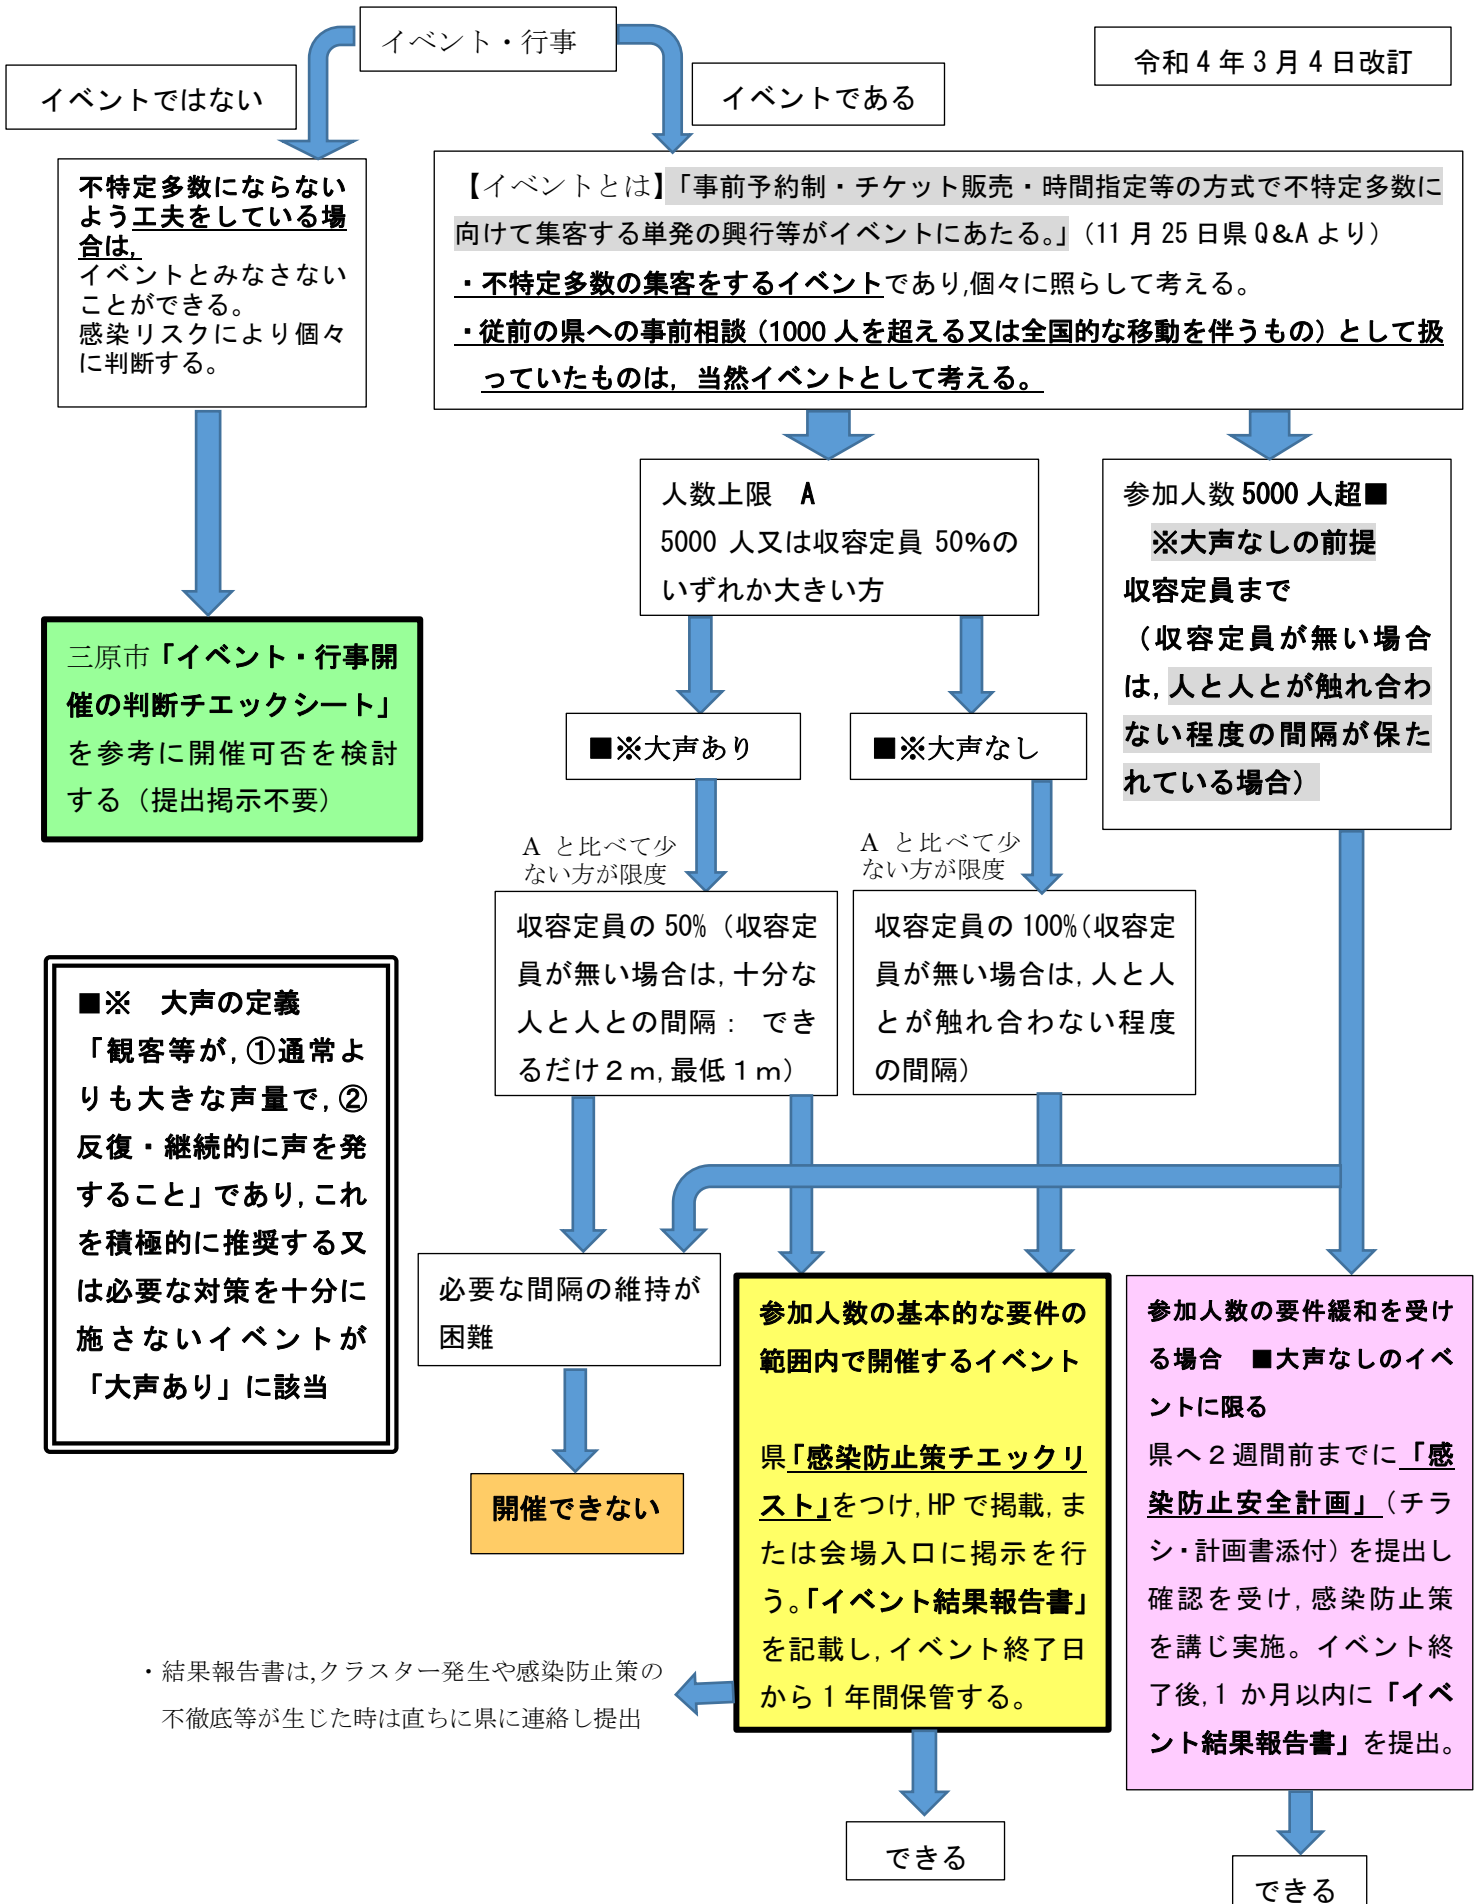 イベント・行事
令和4年3月4日改訂
イベントではない
イベントである
不特定多数にならない
よう工夫をしている場
合は,
イベントとみなさない
ことができる。
感染リスクにより個々
に判断する。
【イベントとは】「事前予約制・チケット販売・時間指定等の方式で不特定多数に
向けて集客する単発の興行等がイベントにあたる。」（11月25日県Q&Aより）
・不特定多数の集客をするイベントであり,個々に照らして考える。
・従前の県への事前相談（1000人を超える又は全国的な移動を伴うもの）として扱
っていたものは，当然イベントとして考える。
人数上限　A
5000 人又は収容定員 50%の
いずれか大きい方
参加人数5000人超■
※大声なしの前提
収容定員まで
（収容定員が無い場合
は,人と人とが触れ合わ
ない程度の間隔が保た
れている場合）
三原市「イベント・行事開
催の判断チエックシート」
を参考に開催可否を検討
する（提出掲示不要）
■※大声あり
■※大声なし
A と比べて少
ない方が限度
A と比べて少
ない方が限度
収容定員の 50%（収容定
員が無い場合は,十分な
人と人との間隔：　でき
るだけ２ｍ,最低１ｍ）
収容定員の 100%(収容定
員が無い場合は,人と人
とが触れ合わない程度
の間隔）
■※　大声の定義
「観客等が,①通常よ
りも大きな声量で,②
反復・継続的に声を発
すること」であり,これ
を積極的に推奨する又
は必要な対策を十分に
施さないイベントが
「大声あり」に該当
必要な間隔の維持が
困難
開催できない
参加人数の基本的な要件の
範囲内で開催するイベント
県「感染防止策チエックリ
スト」をつけ,HPで掲載,ま
たは会場入口に掲示を行
う。「イベント結果報告書」
を記載し,イベント終了日
から1年間保管する。
参加人数の要件緩和を受け
る場合　■大声なしのイベ
ントに限る
県へ２週間前までに「感
染防止安全計画」（チラ
シ・計画書添付）を提出し
確認を受け,感染防止策
を講じ実施。イベント終
了後,1 か月以内に「イベ
ント結果報告書」を提出。
・結果報告書は,クラスター発生や感染防止策の
不徹底等が生じた時は直ちに県に連絡し提出
できる
できる